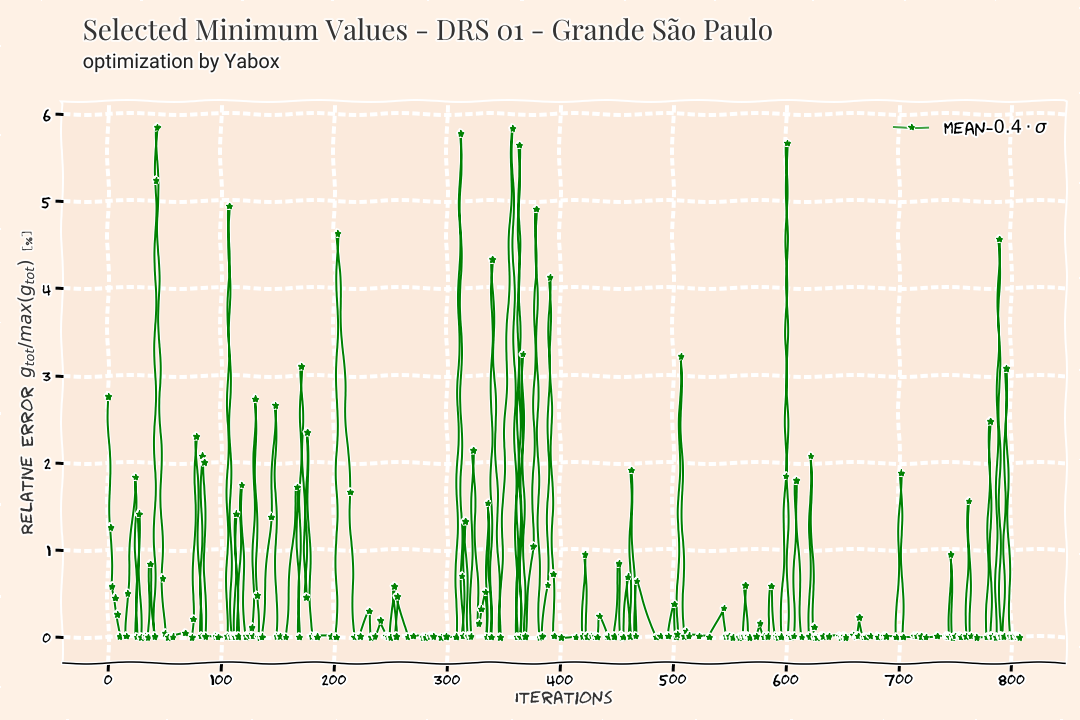 Selected Minimum Values - DRS 01 - Grande São Paulo
optimization by Yabox
MEAN-0.4 · σ
6
5
4
3
2
1
0
RELATIVE ERROR g_tot/max(g_tot) [%]
0 100 200 300 400 500 600 700 800
ITERATIONS